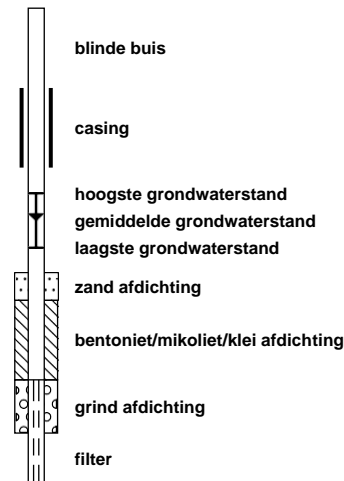 blinde buis
casing
hoogste grondwaterstand
gemiddelde grondwaterstand
laagste grondwaterstand
zand afdichting
bentoniet/mikoliet/klei afdichting
grind afdichting
filter